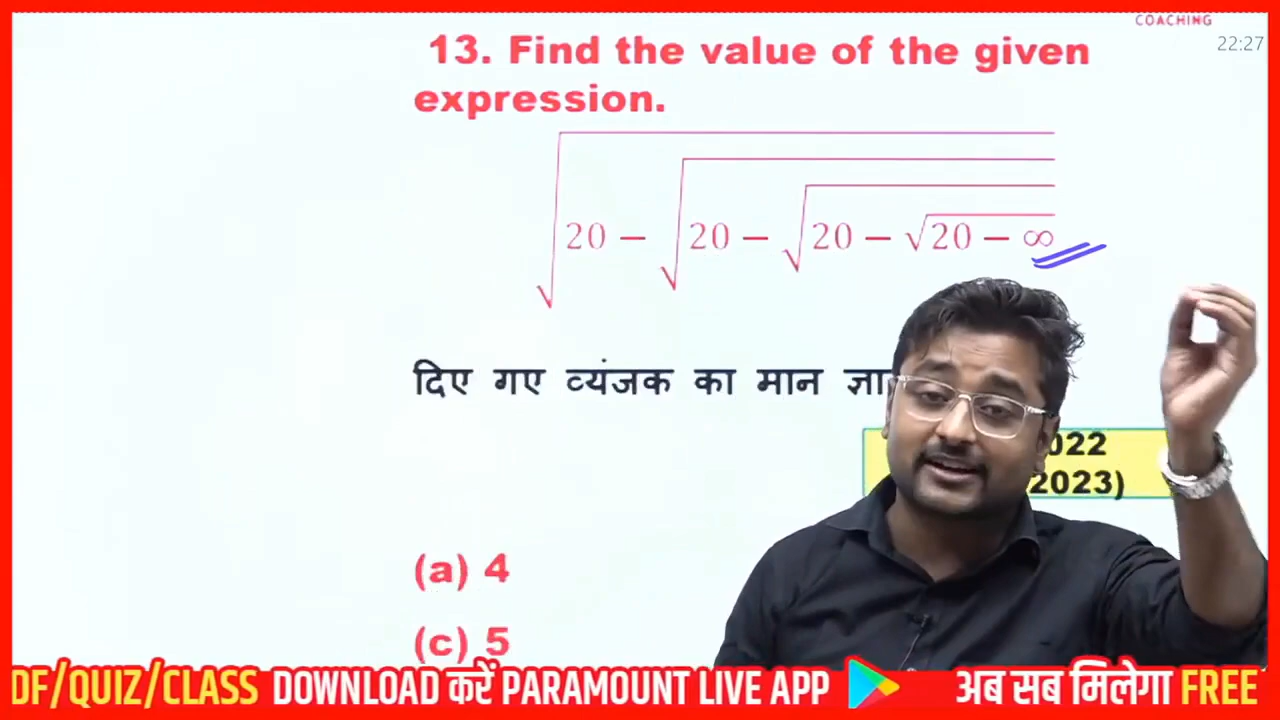 COACHING
22:27
13. Find the value of the given
expression.
√20 − √20 − √20 − √20 − ∞
दिए गए व्यंजक का मान
022
2023)
(a) 4
(c) 5
DF/QUIZ/CLASS DOWNLOAD करें PARAMOUNT LIVE APP अब सब मिलेगा FREE